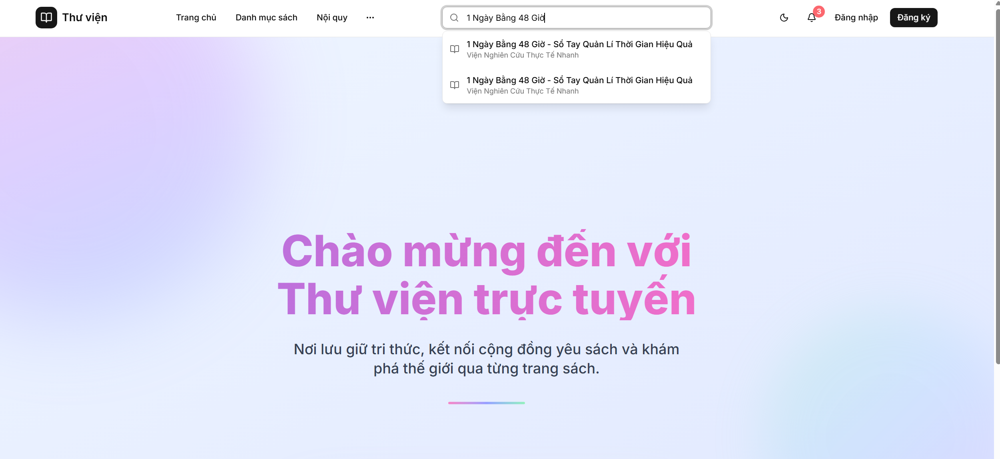 Thư viện
Trang chủ
Danh mục sách
Nội quy
1 Ngày Bằng 48 Giờ
3
Đăng nhập
Đăng ký
1 Ngày Bằng 48 Giờ - Sổ Tay Quản Lí Thời Gian Hiệu Quả
Viện Nghiên Cứu Thực Tế Nhanh
1 Ngày Bằng 48 Giờ - Sổ Tay Quản Lí Thời Gian Hiệu Quả
Viện Nghiên Cứu Thực Tế Nhanh
Chào mừng đến với
Thư viện trực tuyến
Nơi lưu giữ tri thức, kết nối cộng đồng yêu sách và khám
phá thế giới qua từng trang sách.